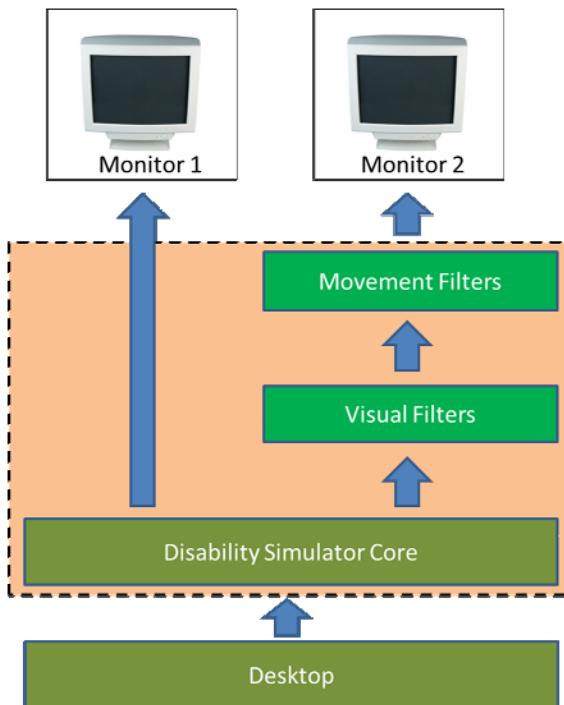 Monitor 1
Monitor 2
Movement Filters
Visual Filters
Disability Simulator Core
Desktop